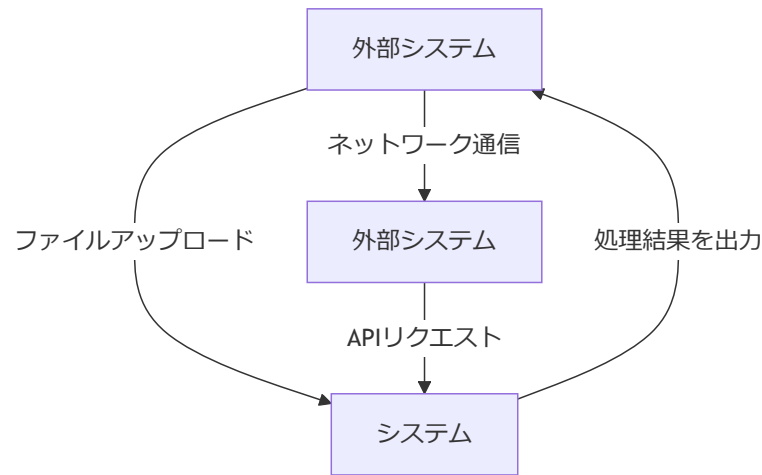 外部システム
ネットワーク通信
ファイルアップロード
外部システム
処理結果を出力
APIリクエスト
システム